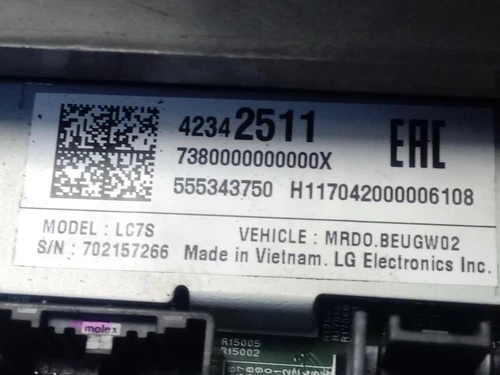 42342511
7380000000000X
555343750 H117042000006108
EAC
MODEL : LC7S VEHICLE : MRDO.BEUGW02
S/N : 702157266 Made in Vietnam. LG Electronics Inc.
molex
R15005
R15002